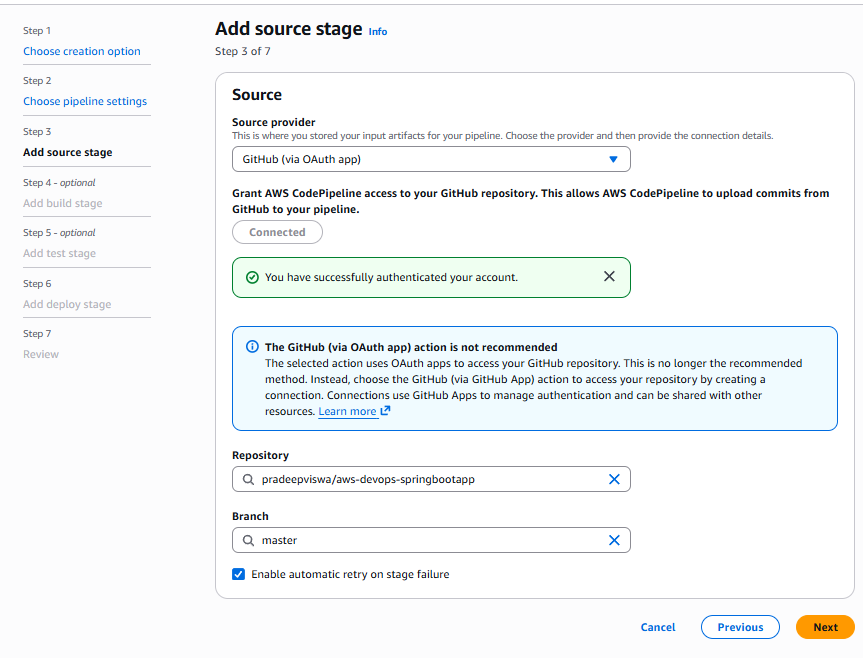 Step 1
Choose creation option
Step 2
Choose pipeline settings
Step 3
Add source stage
Step 4 - optional
Add build stage
Step 5 - optional
Add test stage
Step 6
Add deploy stage
Step 7
Review
Add source stage Info
Step 3 of 7
Source
Source provider
This is where you stored your input artifacts for your pipeline. Choose the provider and then provide the connection details.
GitHub (via OAuth app)
Grant AWS CodePipeline access to your GitHub repository. This allows AWS CodePipeline to upload commits from
GitHub to your pipeline.
Connected
You have successfully authenticated your account.
The GitHub (via OAuth app) action is not recommended
The selected action uses OAuth apps to access your GitHub repository. This is no longer the recommended
method. Instead, choose the GitHub (via GitHub App) action to access your repository by creating a
connection. Connections use GitHub Apps to manage authentication and can be shared with other
resources. Learn more
Repository
pradeepviswa/aws-devops-springbootapp
Branch
master
Enable automatic retry on stage failure
Cancel Previous Next